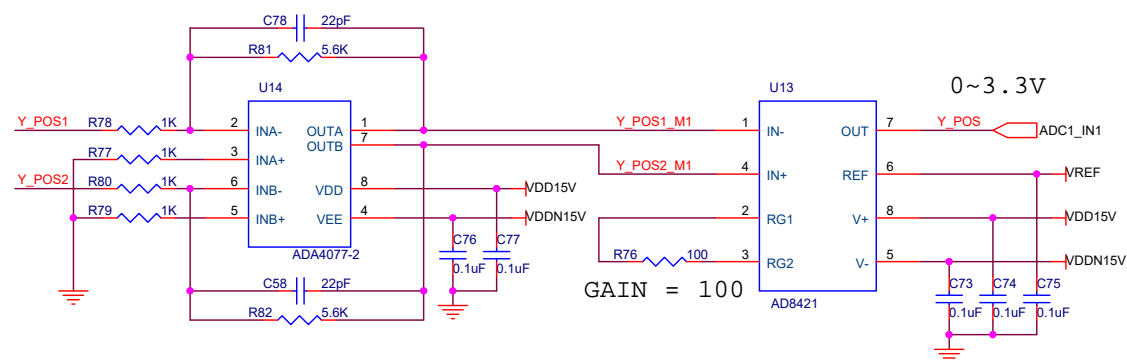 C78 22pF
R81 5.6K
U14
U13
0~3.3V
Y_POS1 R78 1K 2 INA- OUTA 1 Y_POS1_M1 1 IN- OUT 7 Y_POS ADC1_IN1
OUTB 7
R77 1K 3 INA+
Y_POS2 R80 1K 6 INB- VDD 8 VDD15V
Y_POS2_M1 4 IN+ REF 6 VREF
R79 1K 5 INB+ VEE 4 VDDN15V
2 RG1 V+ 8 VDD15V
C76 C77
0.1uF 0.1uF
ADA4077-2
R76 100 3 RG2 V- 5 VDDN15V
C58 22pF
R82 5.6K
GAIN = 100
AD8421
C73 C74 C75
0.1uF 0.1uF 0.1uF